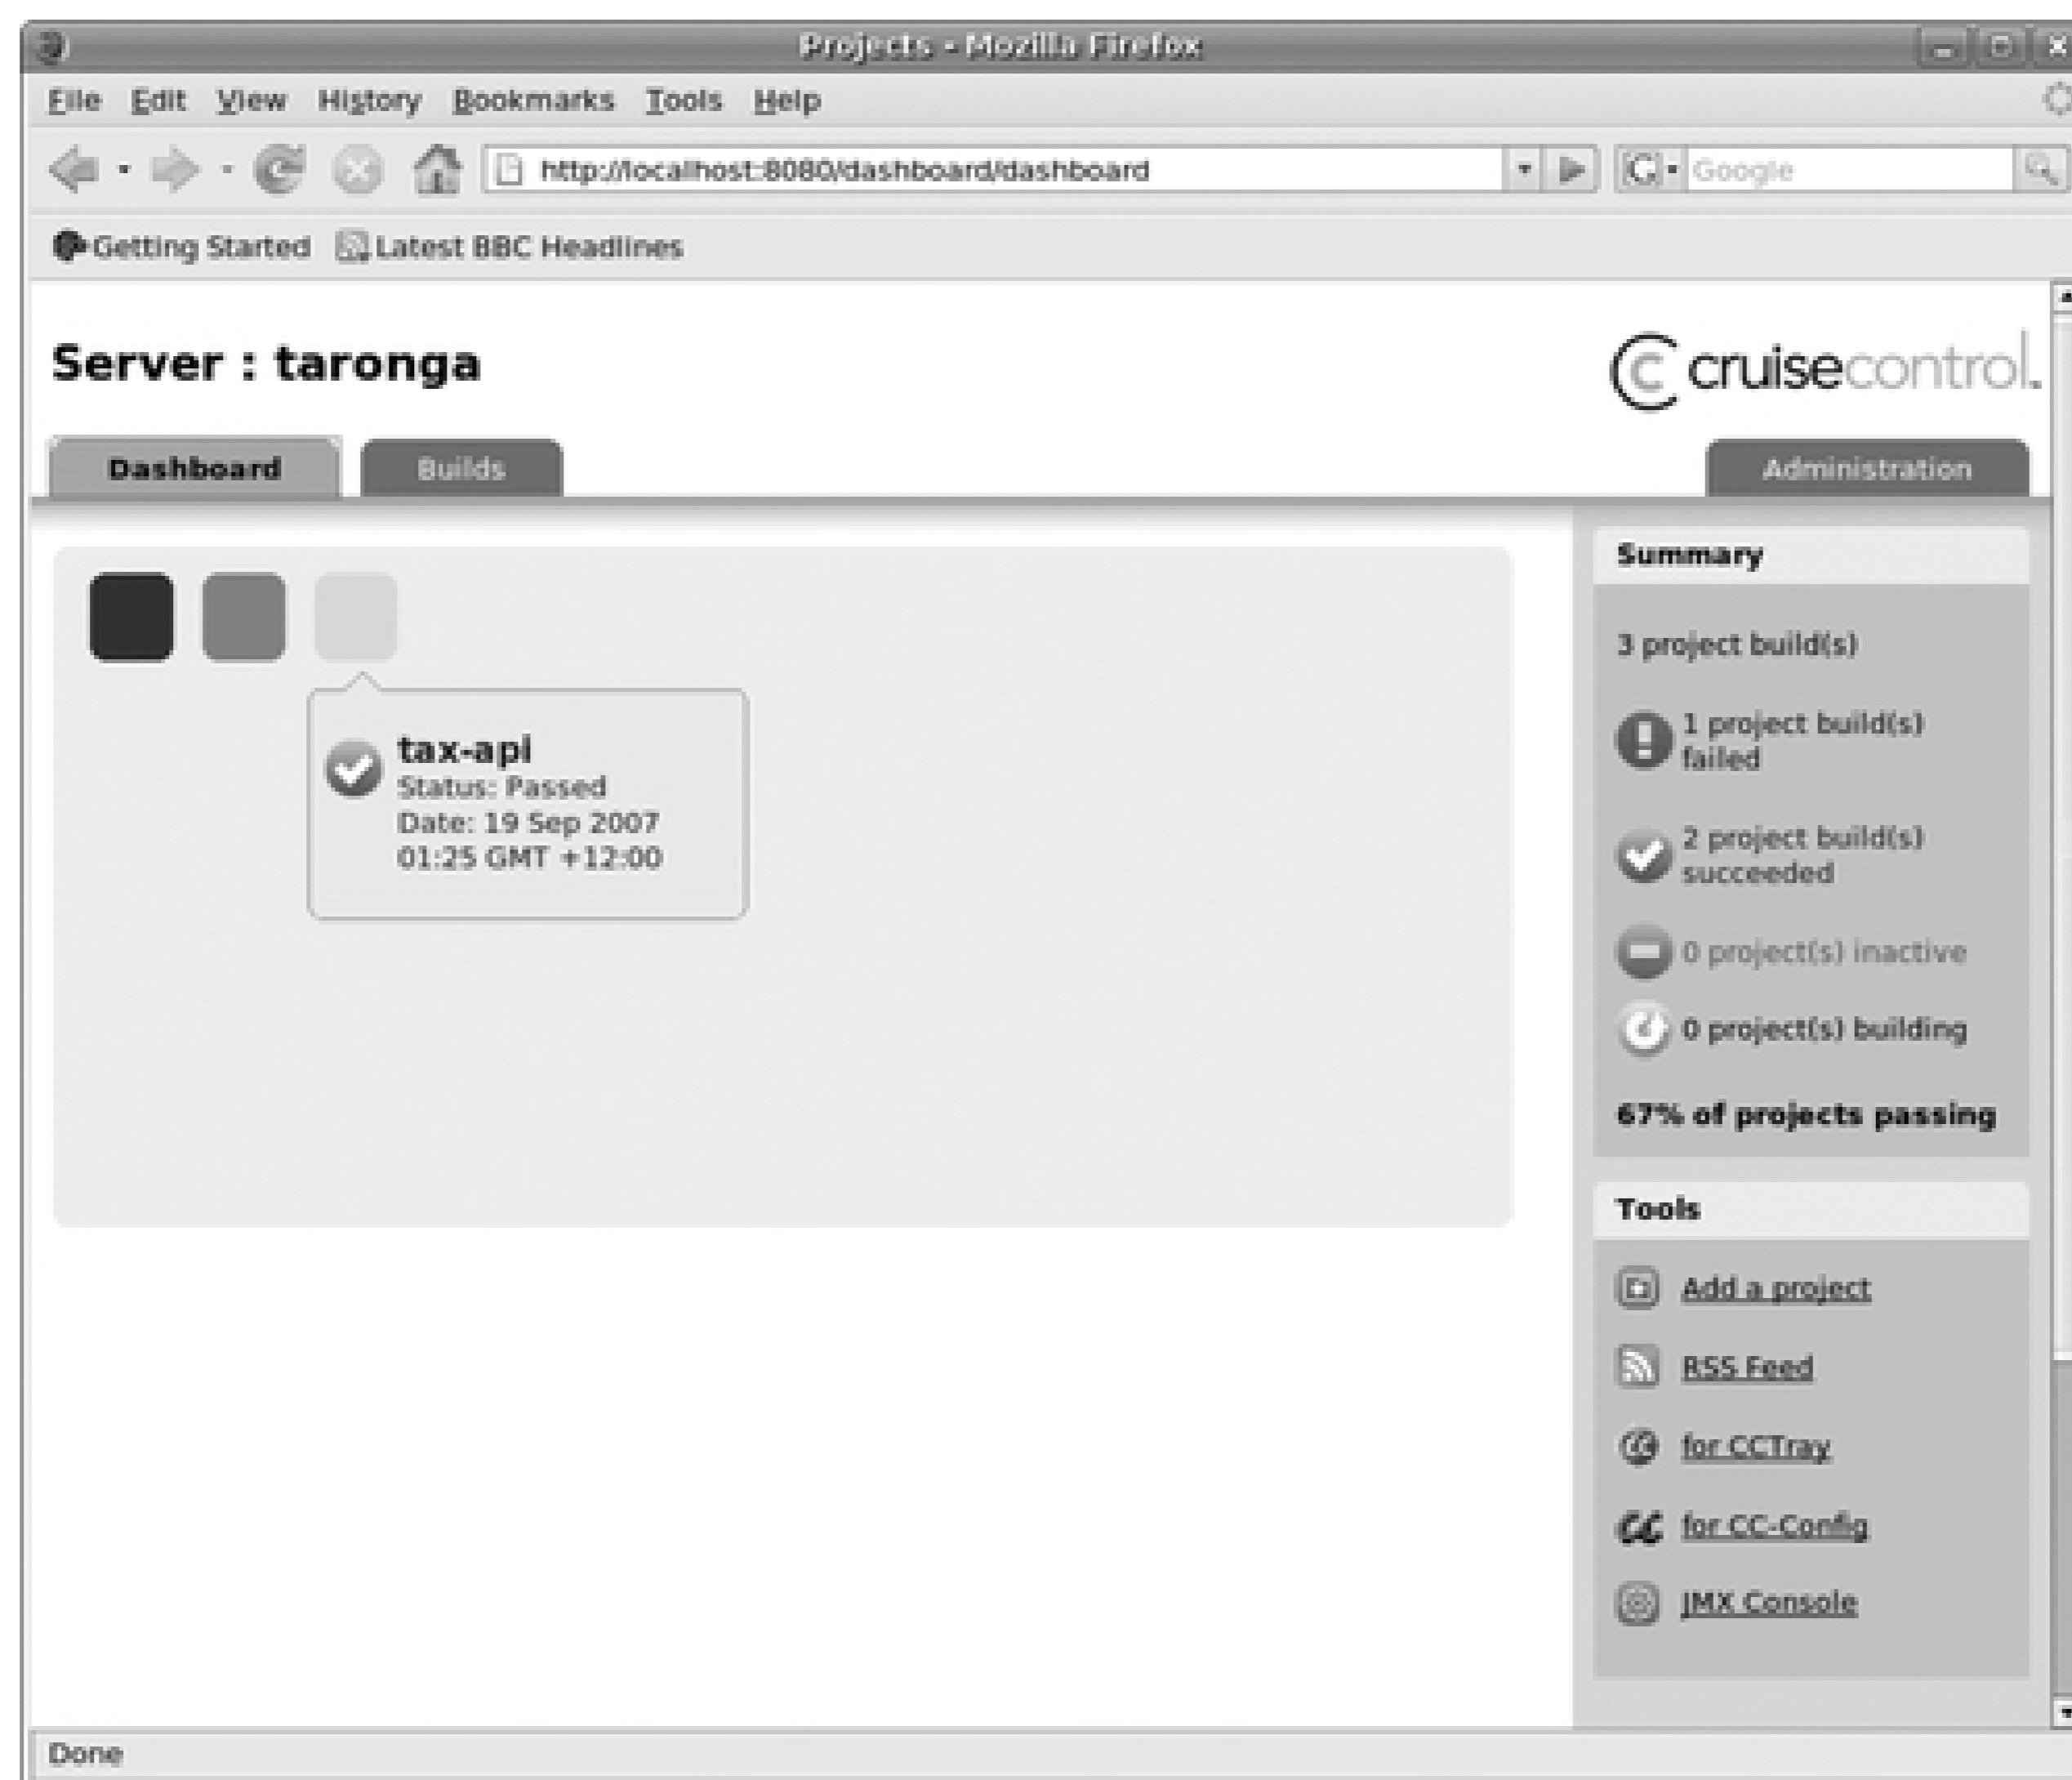 Projects - Mozilla Firefox
File Edit View History Bookmarks Tools Help
http://localhost:8080/dashboard/dashboard
Google
Getting Started Latest BBC Headlines
Server : taronga
cruisecontrol.
Dashboard Builds Administration
Summary
3 project build(s)
1 project build(s)
failed
2 project build(s)
succeeded
0 project(s) inactive
0 project(s) building
67% of projects passing
tax-api
Status: Passed
Date: 19 Sep 2007
01:25 GMT +12:00
Tools
Add a project
RSS Feed
for CCTray
for CC-Config
JMX Console
Done